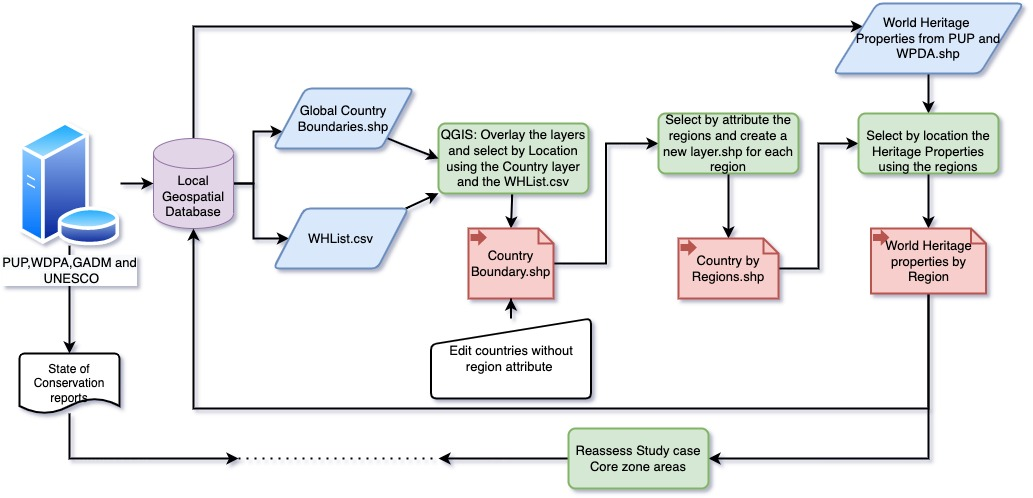 World Heritage
Properties from PUP and
WPDA.shp
Global Country
Boundaries.shp
QGIS: Overlay the layers
and select by Location
using the Country layer
and the WHList.csv
Select by attribute the
regions and create a
new layer.shp for each
region
Select by location the
Heritage Properties
using the regions
Local
Geospatial
Database
WHList.csv
PUP,WDPA,GADM and
UNESCO
Country
Boundary.shp
Country by
Regions.shp
World Heritage
properties by
Region
Edit countries without
region attribute
State of
Conservation
reports
Reassess Study case
Core zone areas